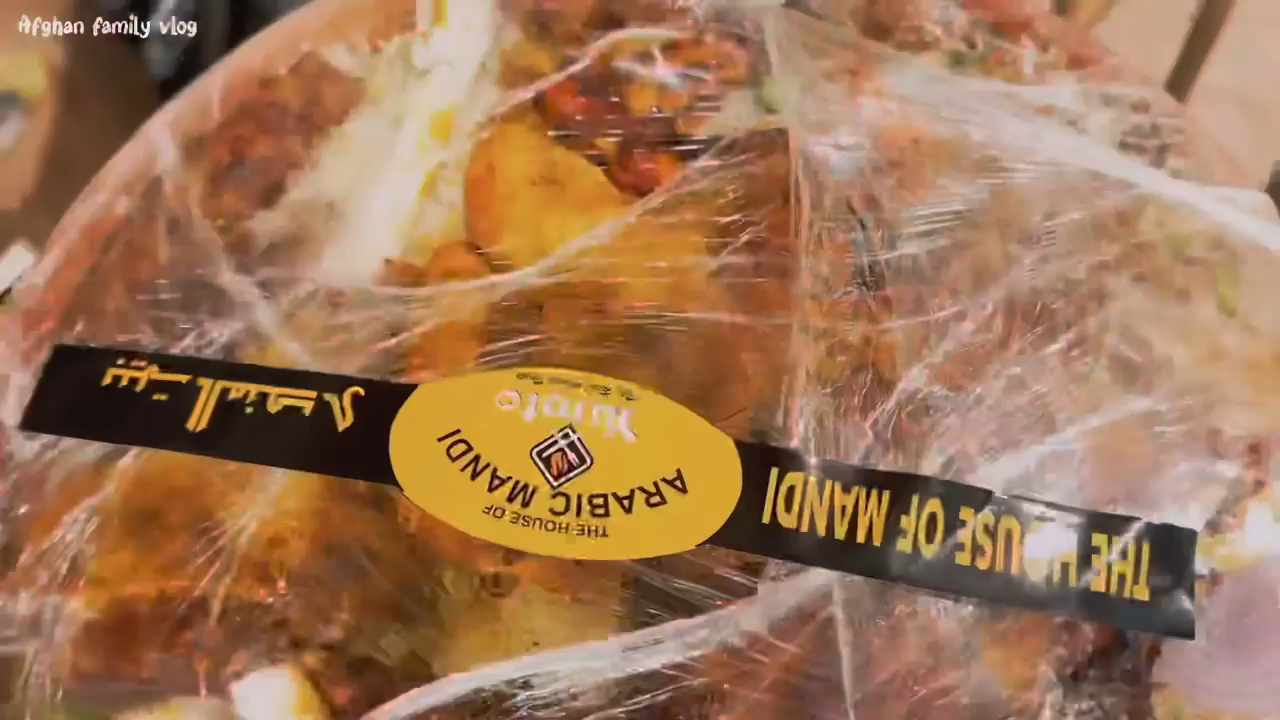 Afghan family vlog
بيت المندي
THE HOUSE OF
ARABIC MANDI
THE HOUSE OF MANDI